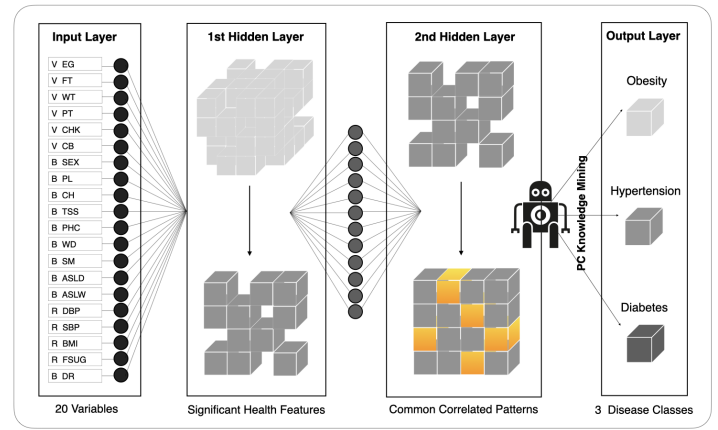 Input Layer
V EG
V FT
V WT
V PT
V CHK
V CB
B SEX
B PL
B CH
B TSS
B PHC
B WD
B SM
B ASLD
B ASLW
R DBP
R SBP
R BMI
R FSUG
B DR
20 Variables
1st Hidden Layer
Significant Health Features
2nd Hidden Layer
Common Correlated Patterns
PC Knowledge Mining
Output Layer
Obesity
Hypertension
Diabetes
3 Disease Classes